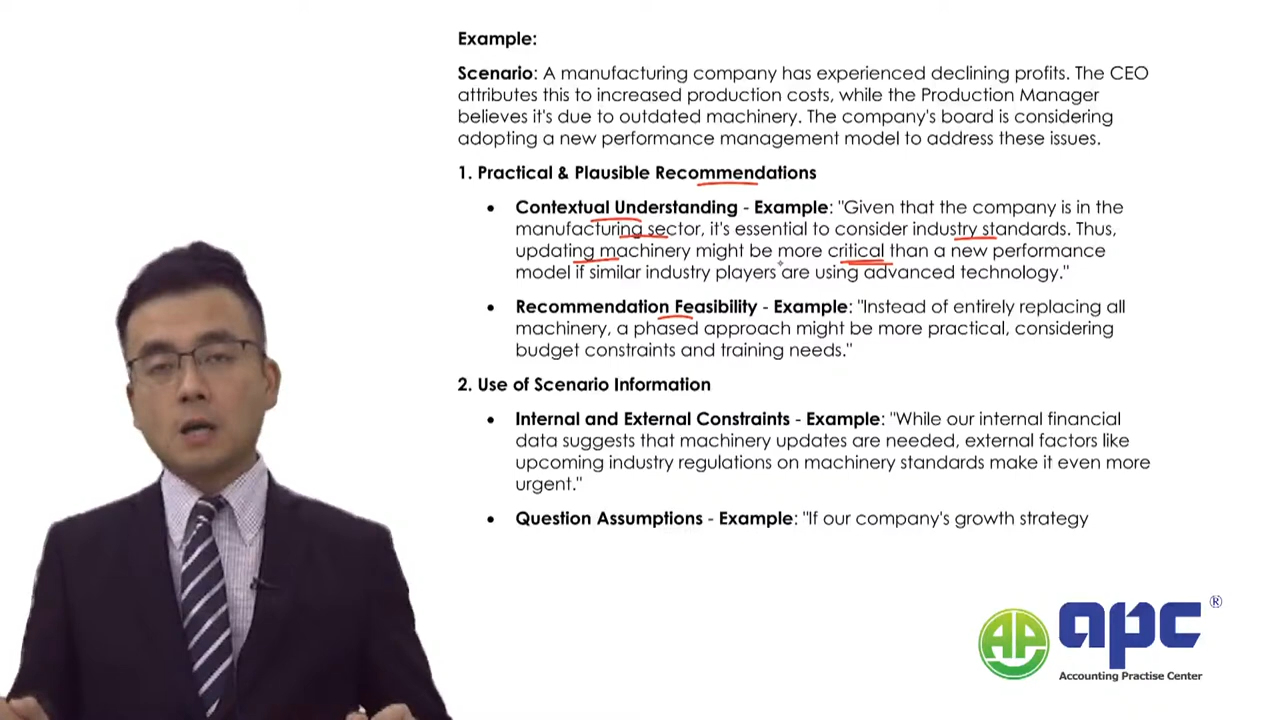 Example:
Scenario: A manufacturing company has experienced declining profits. The CEO
attributes this to increased production costs, while the Production Manager
believes it's due to outdated machinery. The company's board is considering
adopting a new performance management model to address these issues.
1. Practical & Plausible Recommendations
• Contextual Understanding - Example: "Given that the company is in the
manufacturing sector, it's essential to consider industry standards. Thus,
updating machinery might be more critical than a new performance
model if similar industry players are using advanced technology."
• Recommendation Feasibility - Example: "Instead of entirely replacing all
machinery, a phased approach might be more practical, considering
budget constraints and training needs."
2. Use of Scenario Information
• Internal and External Constraints - Example: "While our internal financial
data suggests that machinery updates are needed, external factors like
upcoming industry regulations on machinery standards make it even more
urgent."
• Question Assumptions - Example: "If our company's growth strategy
AP apc ®
Accounting Practise Center